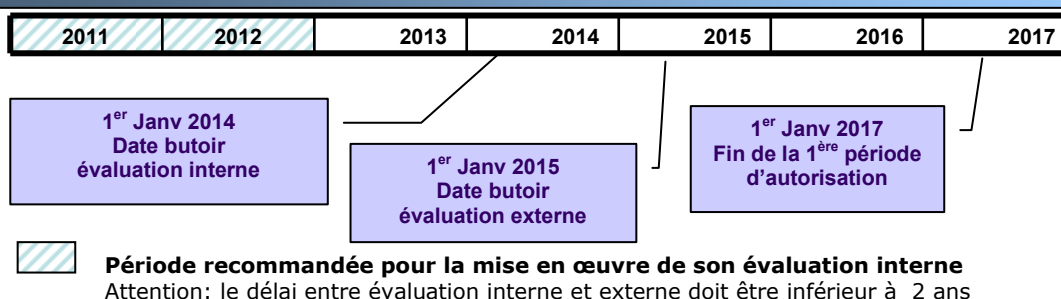 2011 2012 2013 2014 2015 2016 2017
1er Janv 2014
Date butoir
évaluation interne
1er Janv 2015
Date butoir
évaluation externe
1er Janv 2017
Fin de la 1ère période
d'autorisation
Période recommandée pour la mise en œuvre de son évaluation interne
Attention: le délai entre évaluation interne et externe doit être inférieur à 2 ans